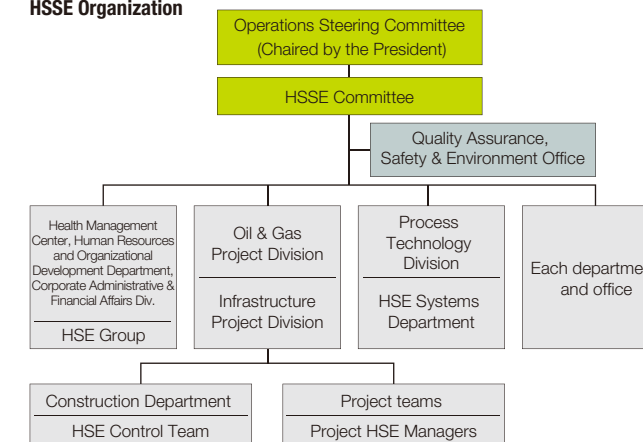 HSSE Organization
Operations Steering Committee
(Chaired by the President)
HSSE Committee
Quality Assurance,
Safety & Environment Office
Health Management
Center, Human Resources
and Organizational
Development Department,
Corporate Administrative &
Financial Affairs Div.
HSE Group
Oil & Gas
Project Division
Infrastructure
Project Division
Process
Technology
Division
HSE Systems
Department
Each departme
and office
Construction Department
HSE Control Team
Project teams
Project HSE Managers